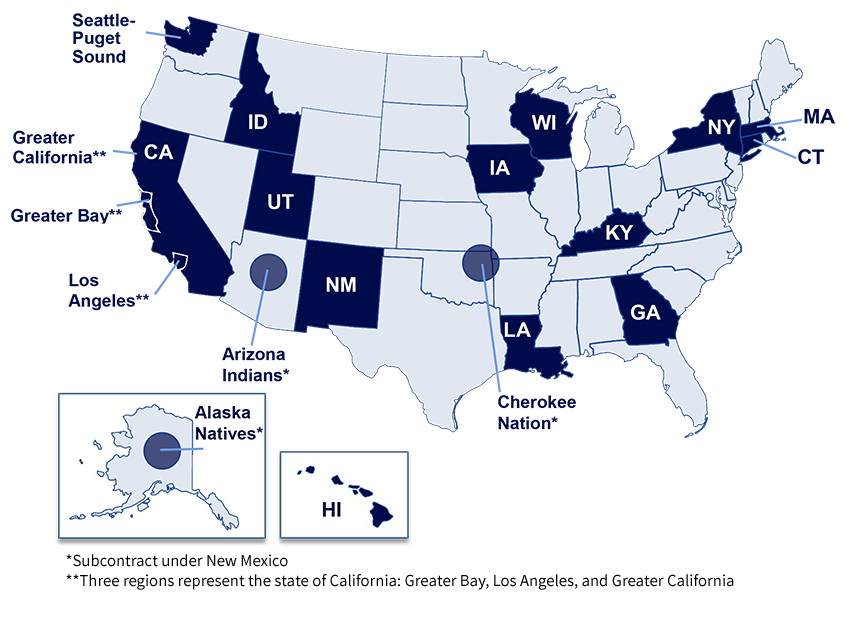 Seattle-
Puget
Sound
ID
WI
NY
MA
CT
Greater
California**
CA
IA
UT
Greater Bay**
KY
Los
Angeles**
NM
GA
LA
Arizona
Indians*
Cherokee
Nation*
Alaska
Natives*
HI
*Subcontract under New Mexico
**Three regions represent the state of California: Greater Bay, Los Angeles, and Greater California